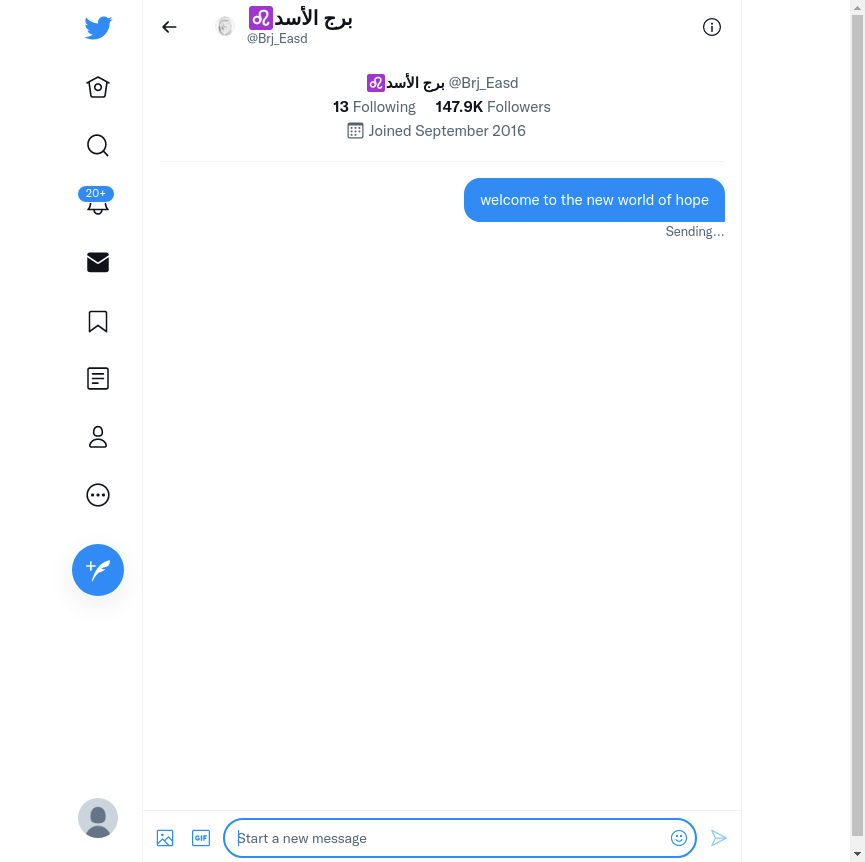 برج الأسد♌
@Brj_Easd
برج الأسد♌ @Brj_Easd
13 Following 147.9K Followers
Joined September 2016
20+
welcome to the new world of hope
Sending...
GIF
Start a new message